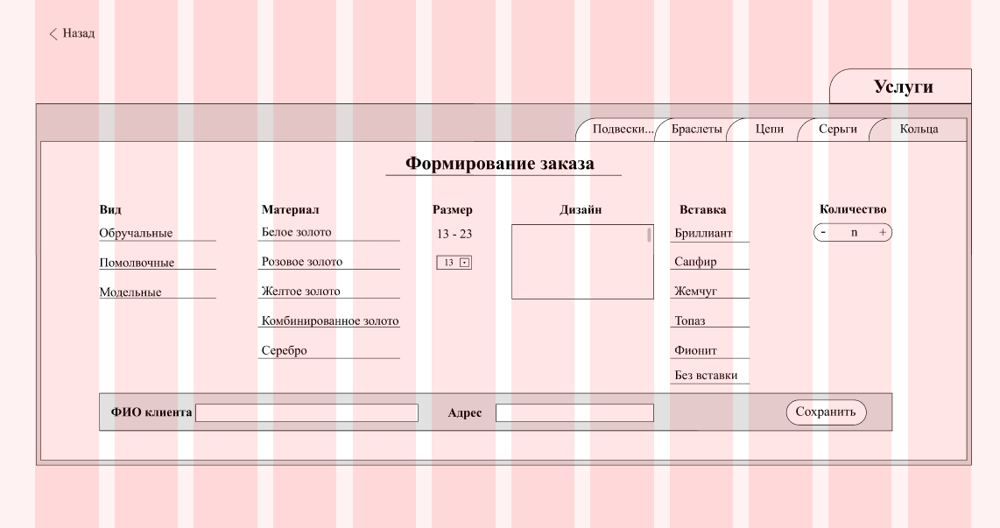 Назад
Услуги
Подвески... Браслеты Цепи Серьги Кольца
Формирование заказа
Вид Материал Размер Дизайн Вставка Количество
Обручальные Белое золото 13 - 23 Бриллиант - n +
Помолвочные Розовое золото 13 Сапфир
Модельные Желтое золото Жемчуг
Комбинированное золото Топаз
Серебро Фионит
Без вставки
ФИО клиента Адрес Сохранить